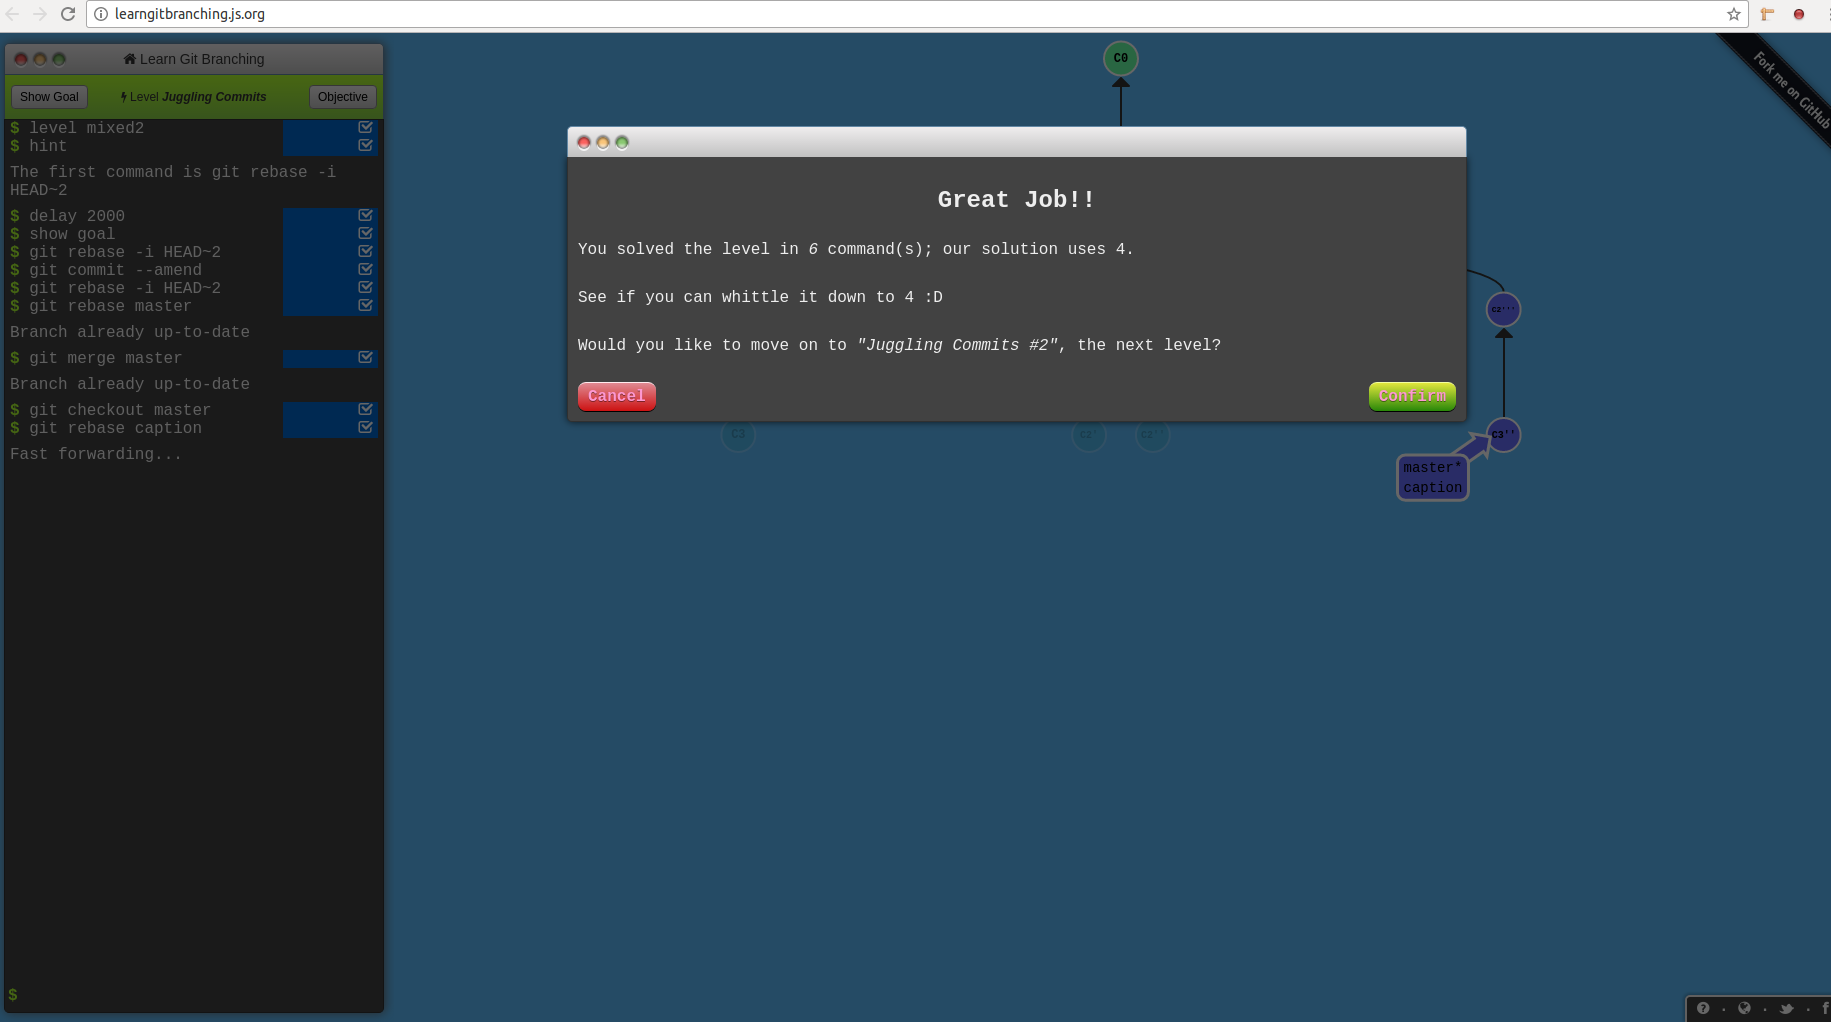 learngitbranching.js.org
Learn Git Branching
Show Goal
Level Juggling Commits
Objective
$ level mixed2
$ hint
The first command is git rebase -i
HEAD~2
$ delay 2000
$ show goal
$ git rebase -i HEAD~2
$ git commit --amend
$ git rebase -i HEAD~2
$ git rebase master
Branch already up-to-date
$ git merge master
Branch already up-to-date
$ git checkout master
$ git rebase caption
Fast forwarding...
$
C0
Fork me on GitHub
Great Job!!
You solved the level in 6 command(s); our solution uses 4.
See if you can whittle it down to 4 :D
Would you like to move on to "Juggling Commits #2", the next level?
Cancel
Confirm
C2'''
C3
C2'
C2''
C3''
master*
caption